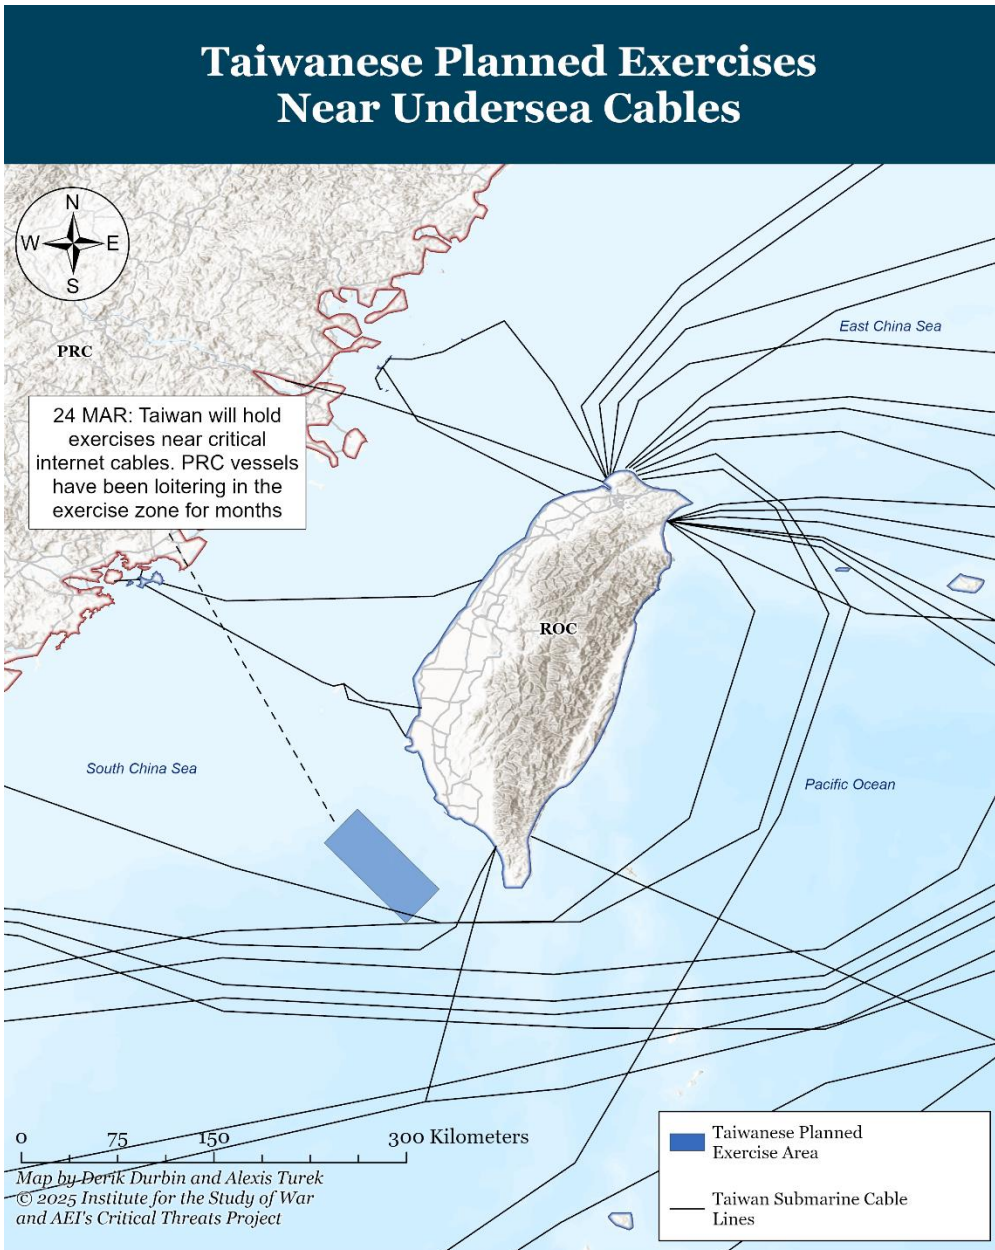 Taiwanese Planned Exercises
Near Undersea Cables
N
W
E
S
East China Sea
PRC
24 MAR: Taiwan will hold
exercises near critical
internet cables. PRC vessels
have been loitering in the
exercise zone for months
ROC
South China Sea
Pacific Ocean
0 75 150 300 Kilometers
Map by Derik Durbin and Alexis Turek
© 2025 Institute for the Study of War
and AEI's Critical Threats Project
Taiwanese Planned
Exercise Area
Taiwan Submarine Cable
Lines